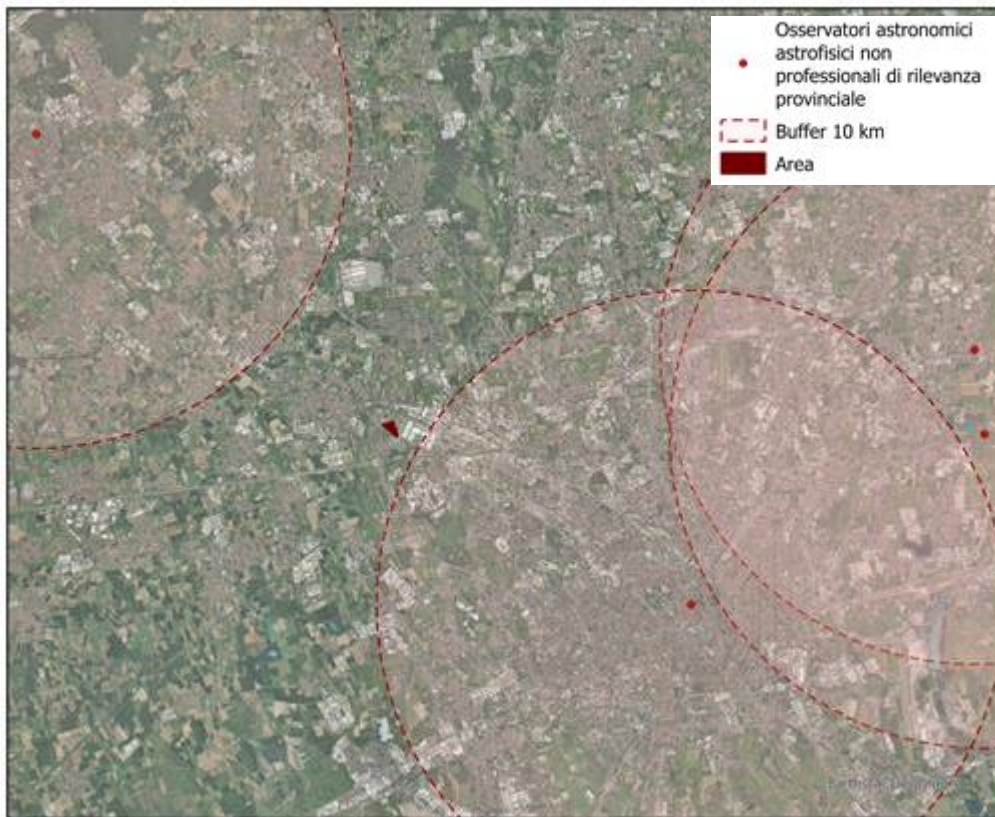 Osservatori astronomici
astrofisici non
professionali di rilevanza
provinciale
Buffer 10 km
Area